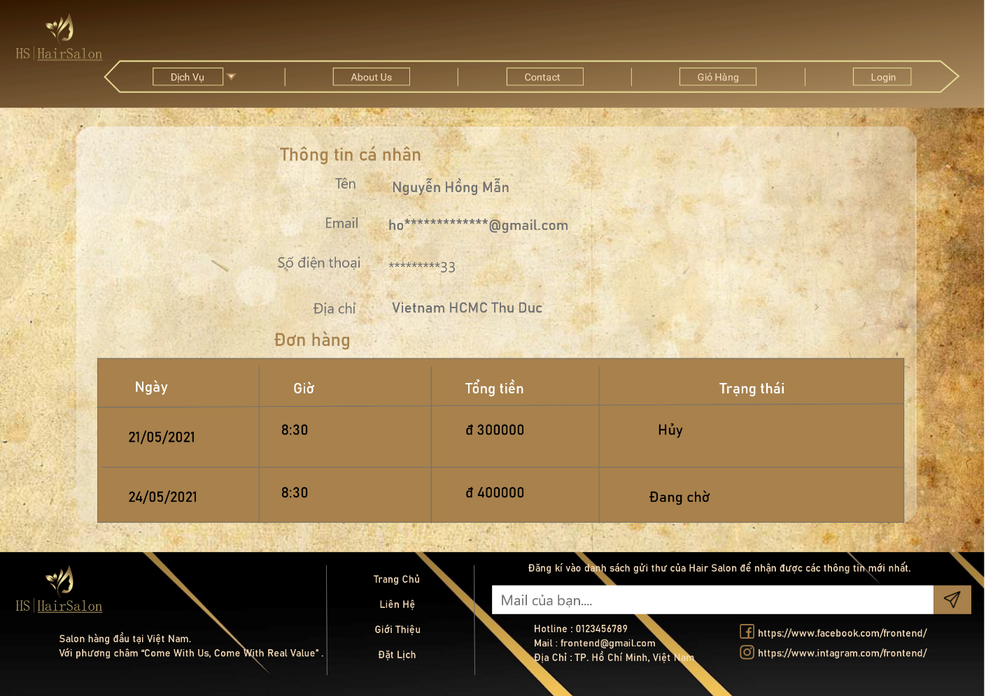 HS HairSalon
Dịch Vụ About Us Contact Giỏ Hàng Login
Thông tin cá nhân
Tên Nguyễn Hồng Mẫn
Email ho*************@gmail.com
Số điện thoại *********33
Địa chỉ Vietnam HCMC Thu Duc
Đơn hàng
Ngày Giờ Tổng tiền Trạng thái
21/05/2021 8:30 đ 300000 Hủy
24/05/2021 8:30 đ 400000 Đang chờ
HS HairSalon
Salon hàng đầu tại Việt Nam.
Với phương châm “Come With Us, Come With Real Value” .
Trang Chủ
Liên Hệ
Giới Thiệu
Đặt Lịch
Đăng kí vào danh sách gửi thư của Hair Salon để nhận được các thông tin mới nhất.
Mail của bạn....
Hotline : 0123456789
Mail : frontend@gmail.com
Địa Chỉ : TP. Hồ Chí Minh, Việt Nam
https://www.facebook.com/frontend/
https://www.intagram.com/frontend/